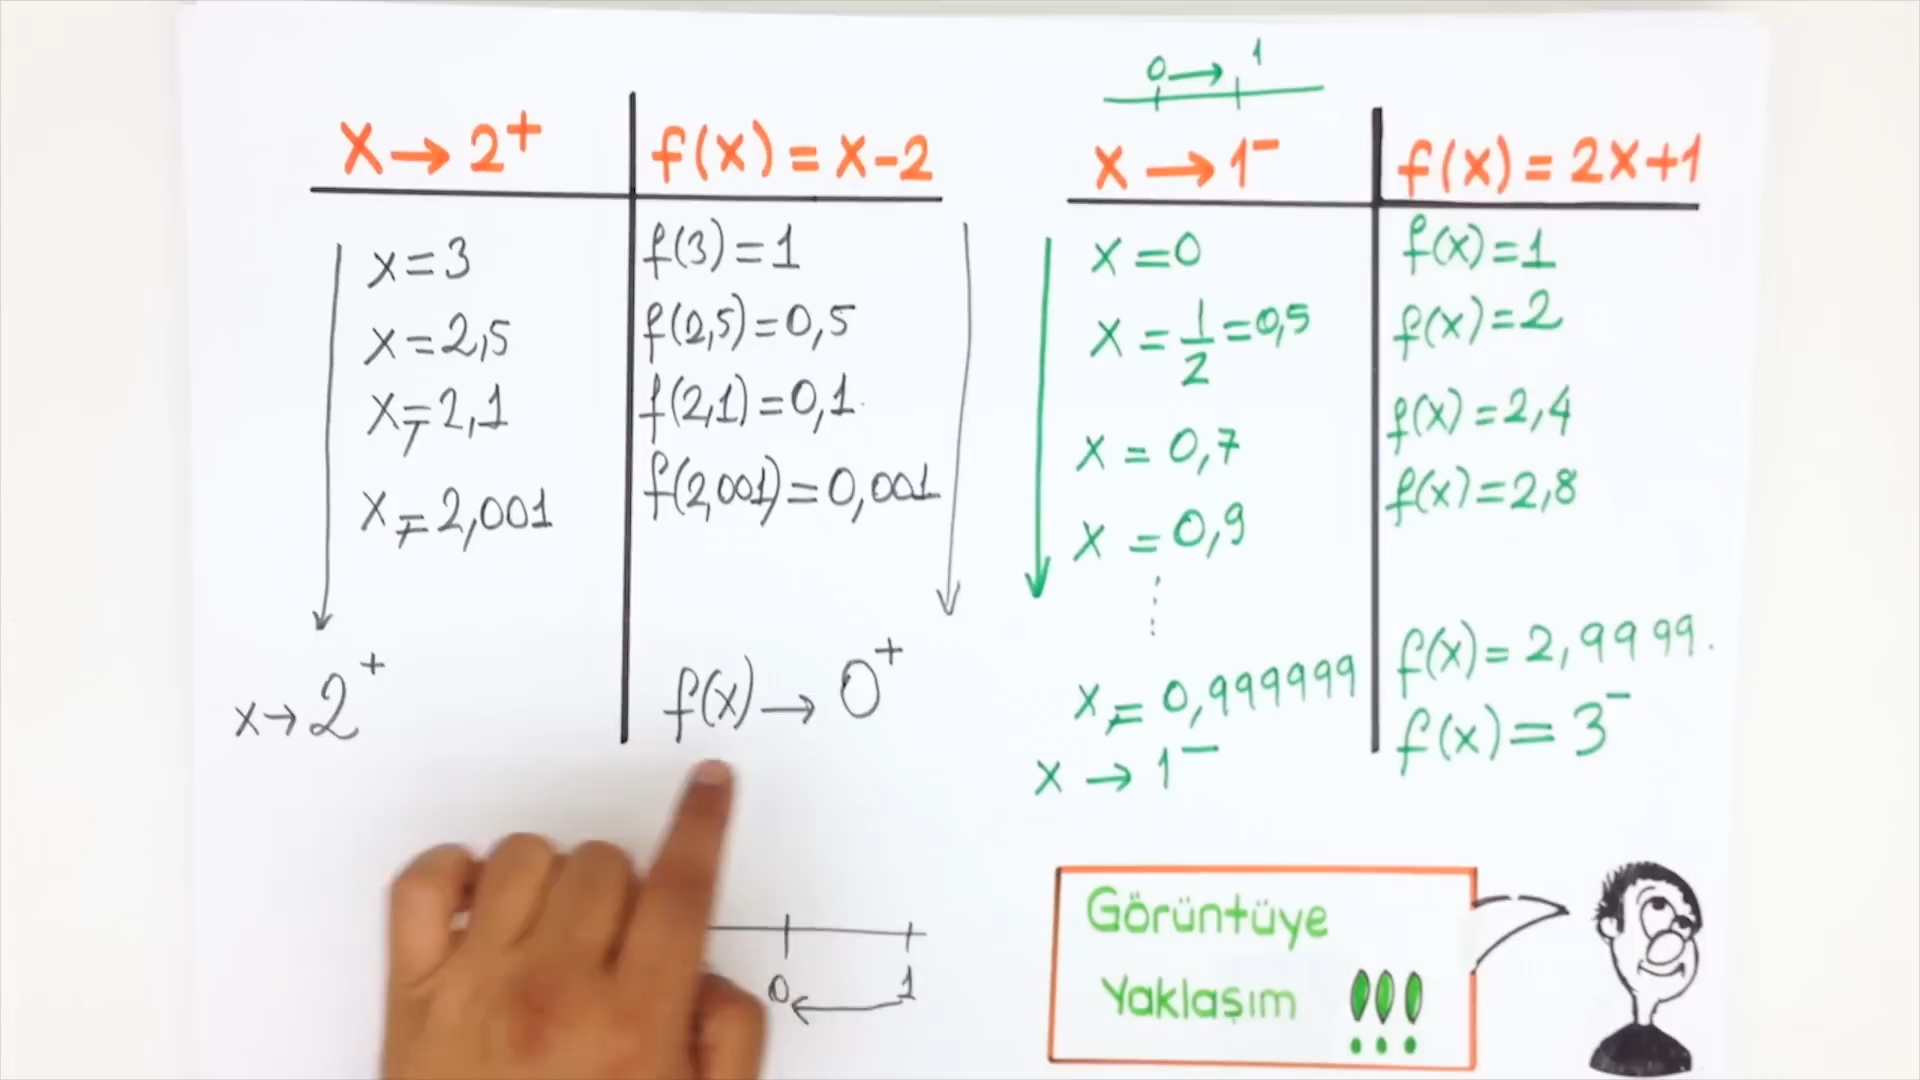 x → 2⁺
f(x) = x-2
x=3
f(3)=1
x=2,5
f(2,5)=0,5
x=2,1
f(2,1)=0,1
x=2,001
f(2,001)=0,001
x→2⁺
f(x)→0⁺
0 1
0→ 1
x → 1⁻
f(x) = 2x+1
x=0
f(x)=1
x=1/2=0,5
f(x)=2
x=0,7
f(x)=2,4
x=0,9
f(x)=2,8
x=0,999999
f(x)=2,9999.
x→1⁻
f(x)=3⁻
Görüntüye
Yaklaşım !!!